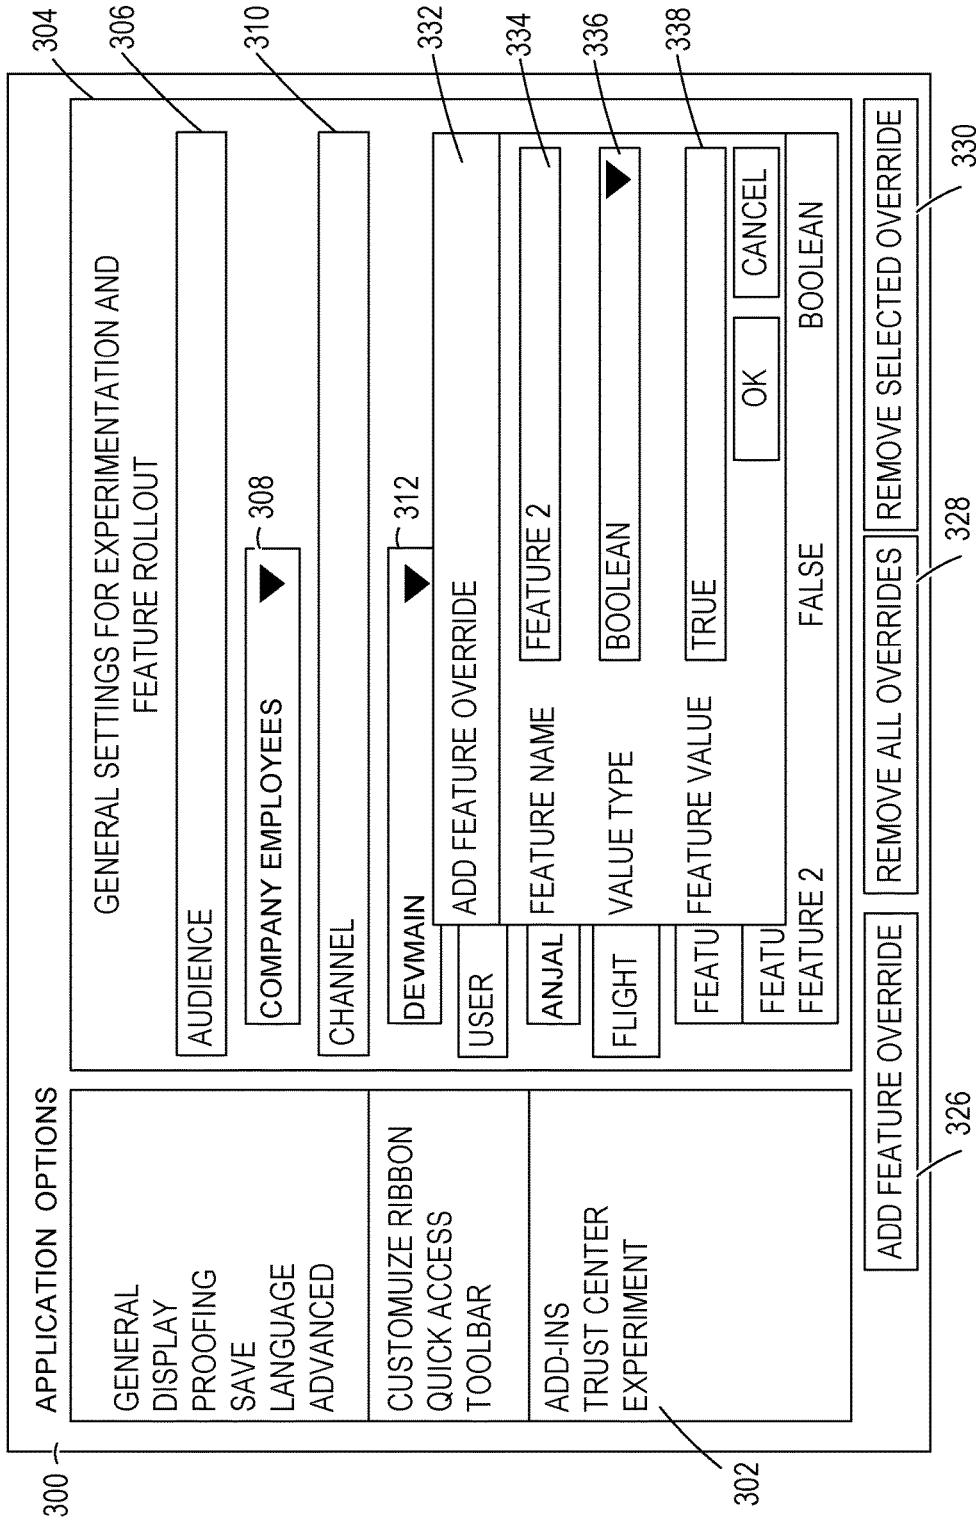 300
APPLICATION OPTIONS
GENERAL
DISPLAY
PROOFING
SAVE
LANGUAGE
ADVANCED
CUSTOMUIZE RIBBON
QUICK ACCESS
TOOLBAR
ADD-INS
TRUST CENTER
EXPERIMENT
302
304
GENERAL SETTINGS FOR EXPERIMENTATION AND
FEATURE ROLLOUT
306
AUDIENCE
COMPANY EMPLOYEES
308
310
CHANNEL
DEVMAIN
312
USER
ANJAL
FLIGHT
FEATU
FEATU
FEATURE 2 FALSE BOOLEAN
332
ADD FEATURE OVERRIDE
334
FEATURE NAME FEATURE 2
336
VALUE TYPE BOOLEAN
338
FEATURE VALUE TRUE
OK CANCEL
ADD FEATURE OVERRIDE REMOVE ALL OVERRIDES REMOVE SELECTED OVERRIDE
326 328 330